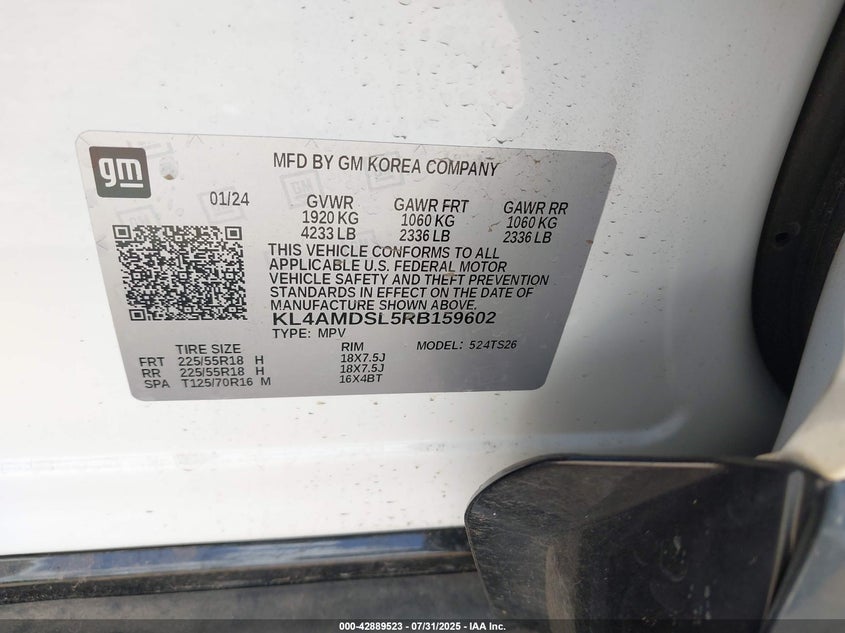 gm
MFD BY GM KOREA COMPANY
01/24
GVWR GAWR FRT GAWR RR
1920 KG 1060 KG 1060 KG
4233 LB 2336 LB 2336 LB
THIS VEHICLE CONFORMS TO ALL
APPLICABLE U.S. FEDERAL MOTOR
VEHICLE SAFETY AND THEFT PREVENTION
STANDARDS IN EFFECT ON THE DATE OF
MANUFACTURE SHOWN ABOVE.
KL4AMDSL5RB159602
TYPE: MPV MODEL: 524TS26
TIRE SIZE RIM
FRT 225/55R18 H 18X7.5J
RR 225/55R18 H 18X7.5J
SPA T125/70R16 M 16X4BT
000-42889523 - 07/31/2025 - IAA Inc.